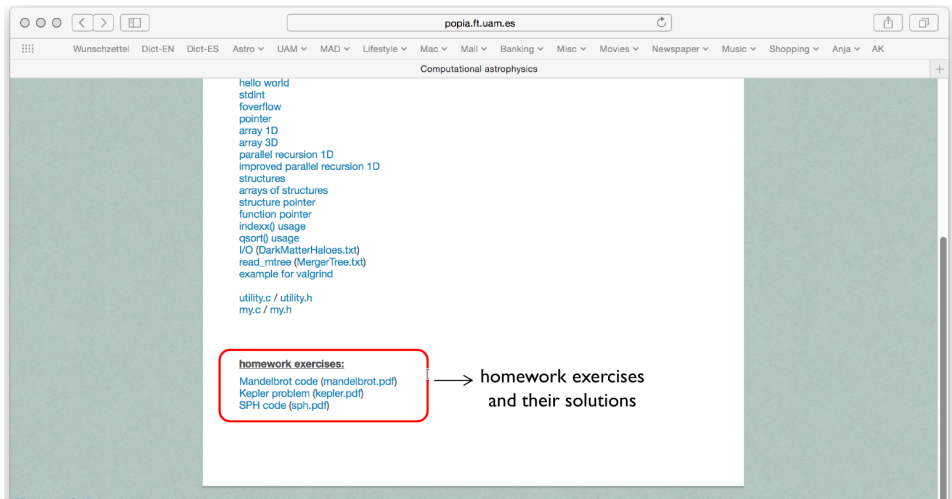 popia.ft.uam.es
Wunschzettel Dict-EN Dict-ES Astro UAM MAD Lifestyle Mac Mail Banking Misc Movies Newspaper Music Shopping Anja AK
Computational astrophysics
hello world
stdint
foverflow
pointer
array 1D
array 3D
parallel recursion 1D
improved parallel recursion 1D
structures
arrays of structures
structure pointer
function pointer
indexx() usage
qsort() usage
I/O (DarkMatterHaloes.txt)
read_mtree (MergerTree.txt)
example for valgrind
utility.c / utility.h
my.c / my.h
homework exercises:
Mandelbrot code (mandelbrot.pdf)
Kepler problem (kepler.pdf)
SPH code (sph.pdf)
homework exercises
and their solutions